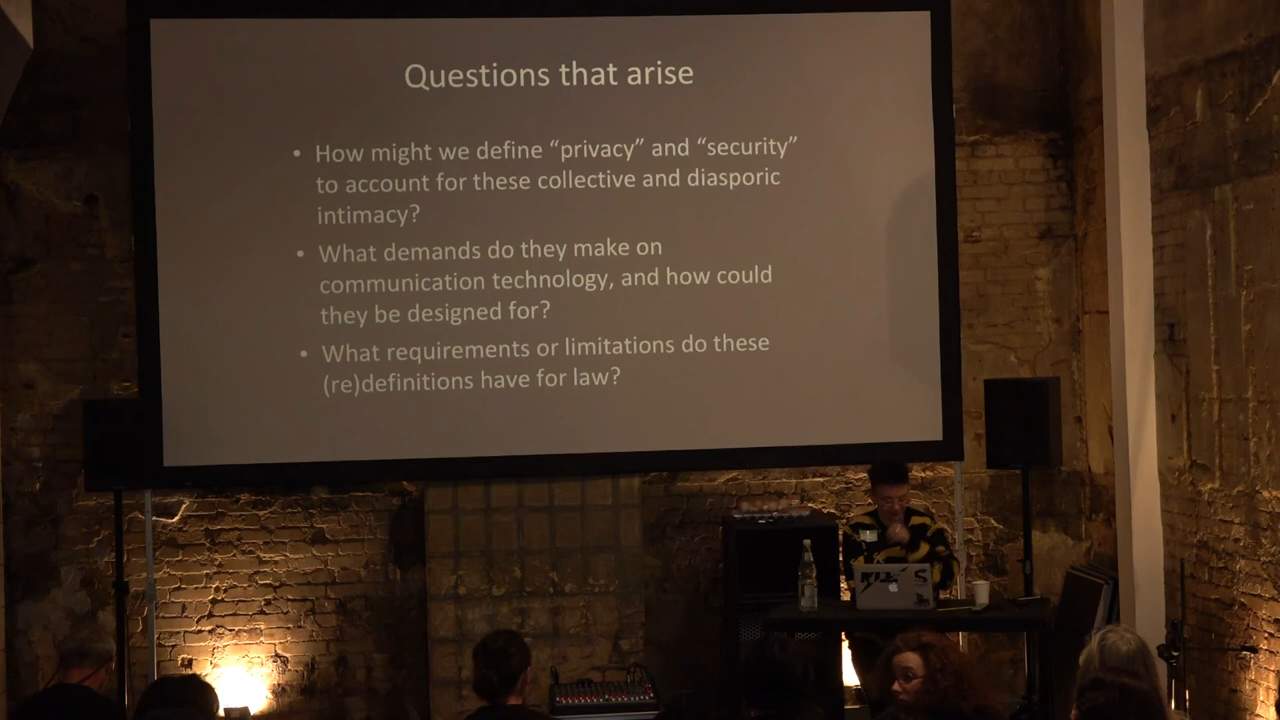 Questions that arise
• How might we define “privacy” and “security”
to account for these collective and diasporic
intimacy?
• What demands do they make on
communication technology, and how could
they be designed for?
• What requirements or limitations do these
(re)definitions have for law?